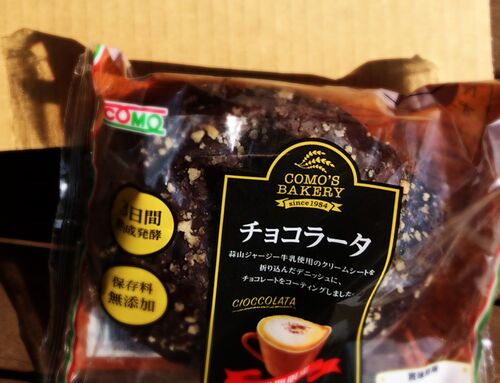 COMO
COMO'S
BAKERY
since1984
3日間
熟成発酵
チョコラータ
蒜山ジャージー牛乳使用のクリームシートを
折り込んだデニッシュに、
チョコレートをコーティングしました。
保存料
無添加
CIOCCOLATA